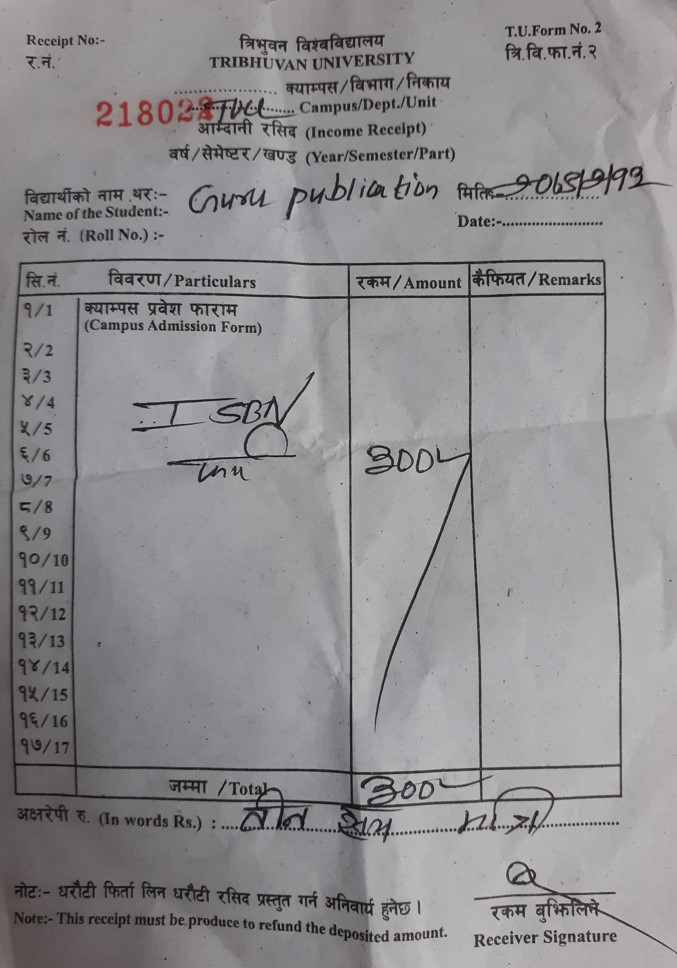 Receipt No:-
र.नं.
त्रिभुवन विश्वविद्यालय
TRIBHUVAN UNIVERSITY
T.U.Form No. 2
त्रि.वि.फा.नं.२
.................... क्याम्पस/विभाग/निकाय
218022 TUCL Campus/Dept./Unit
आम्दानी रसिद (Income Receipt)
वर्ष/सेमेष्टर/खण्ड (Year/Semester/Part)
विद्यार्थीको नाम थर:- Guru publication मिति:-
Name of the Student:- Date:-........................
रोल नं. (Roll No.) :-
सि.नं. विवरण/Particulars रकम/Amount कैफियत/Remarks
१/1 क्याम्पस प्रवेश फाराम
(Campus Admission Form)
२/2
३/3
४/4 ISBN
५/5
६/6 300
७/7
८/8
९/9
१०/10
११/11
१२/12
१३/13
१४/14
१५/15
१६/16
१७/17
जम्मा /Total 300
अक्षरेपी रु. (In words Rs.) : तीन सय मात्र
नोट:- धरौटी फिर्ता लिन धरौटी रसिद प्रस्तुत गर्न अनिवार्य हुनेछ ।
Note:- This receipt must be produce to refund the deposited amount.
रकम बुझिलिने
Receiver Signature